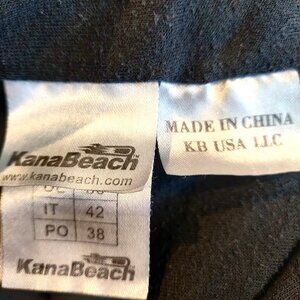 KanaBeach
www.kanabeach.com
IT 42
PO 38
KanaBeach
MADE IN CHINA
KB USA LLC